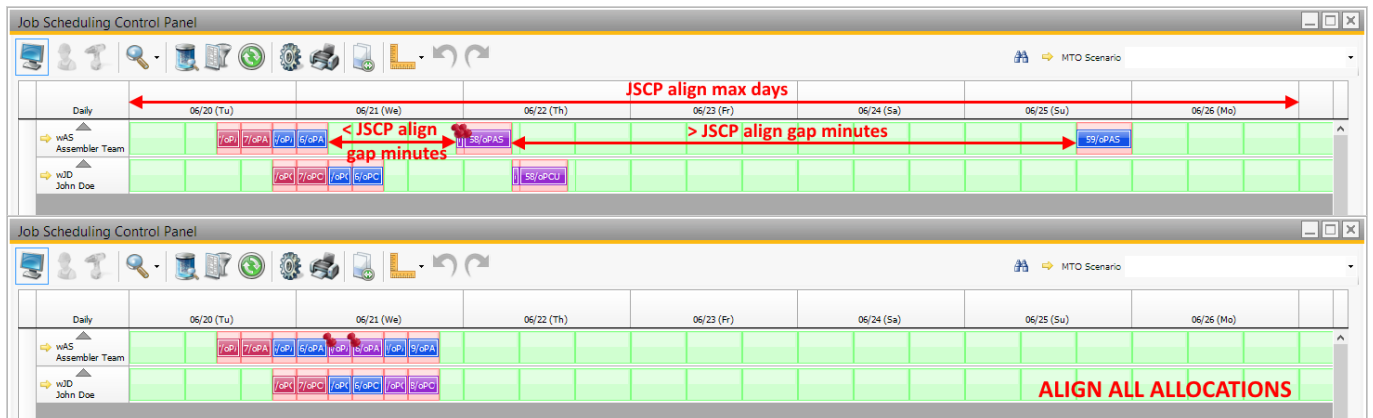 Job Scheduling Control Panel
MTO Scenario
JSCP align max days
Daily 06/20 (Tu) 06/21 (We) 06/22 (Th) 06/23 (Fr) 06/24 (Sa) 06/25 (Su) 06/26 (Mo)
wAS
Assembler Team
7/oPA 6/oPA 58/oPAS 59/oPAS
< JSCP align
gap minutes
> JSCP align gap minutes
wJD
John Doe
7/oPC 6/oPC 58/oPCU
Job Scheduling Control Panel
MTO Scenario
Daily 06/20 (Tu) 06/21 (We) 06/22 (Th) 06/23 (Fr) 06/24 (Sa) 06/25 (Su) 06/26 (Mo)
wAS
Assembler Team
7/oPA 6/oPA 9/oPA
wJD
John Doe
7/oPC 6/oPC
ALIGN ALL ALLOCATIONS